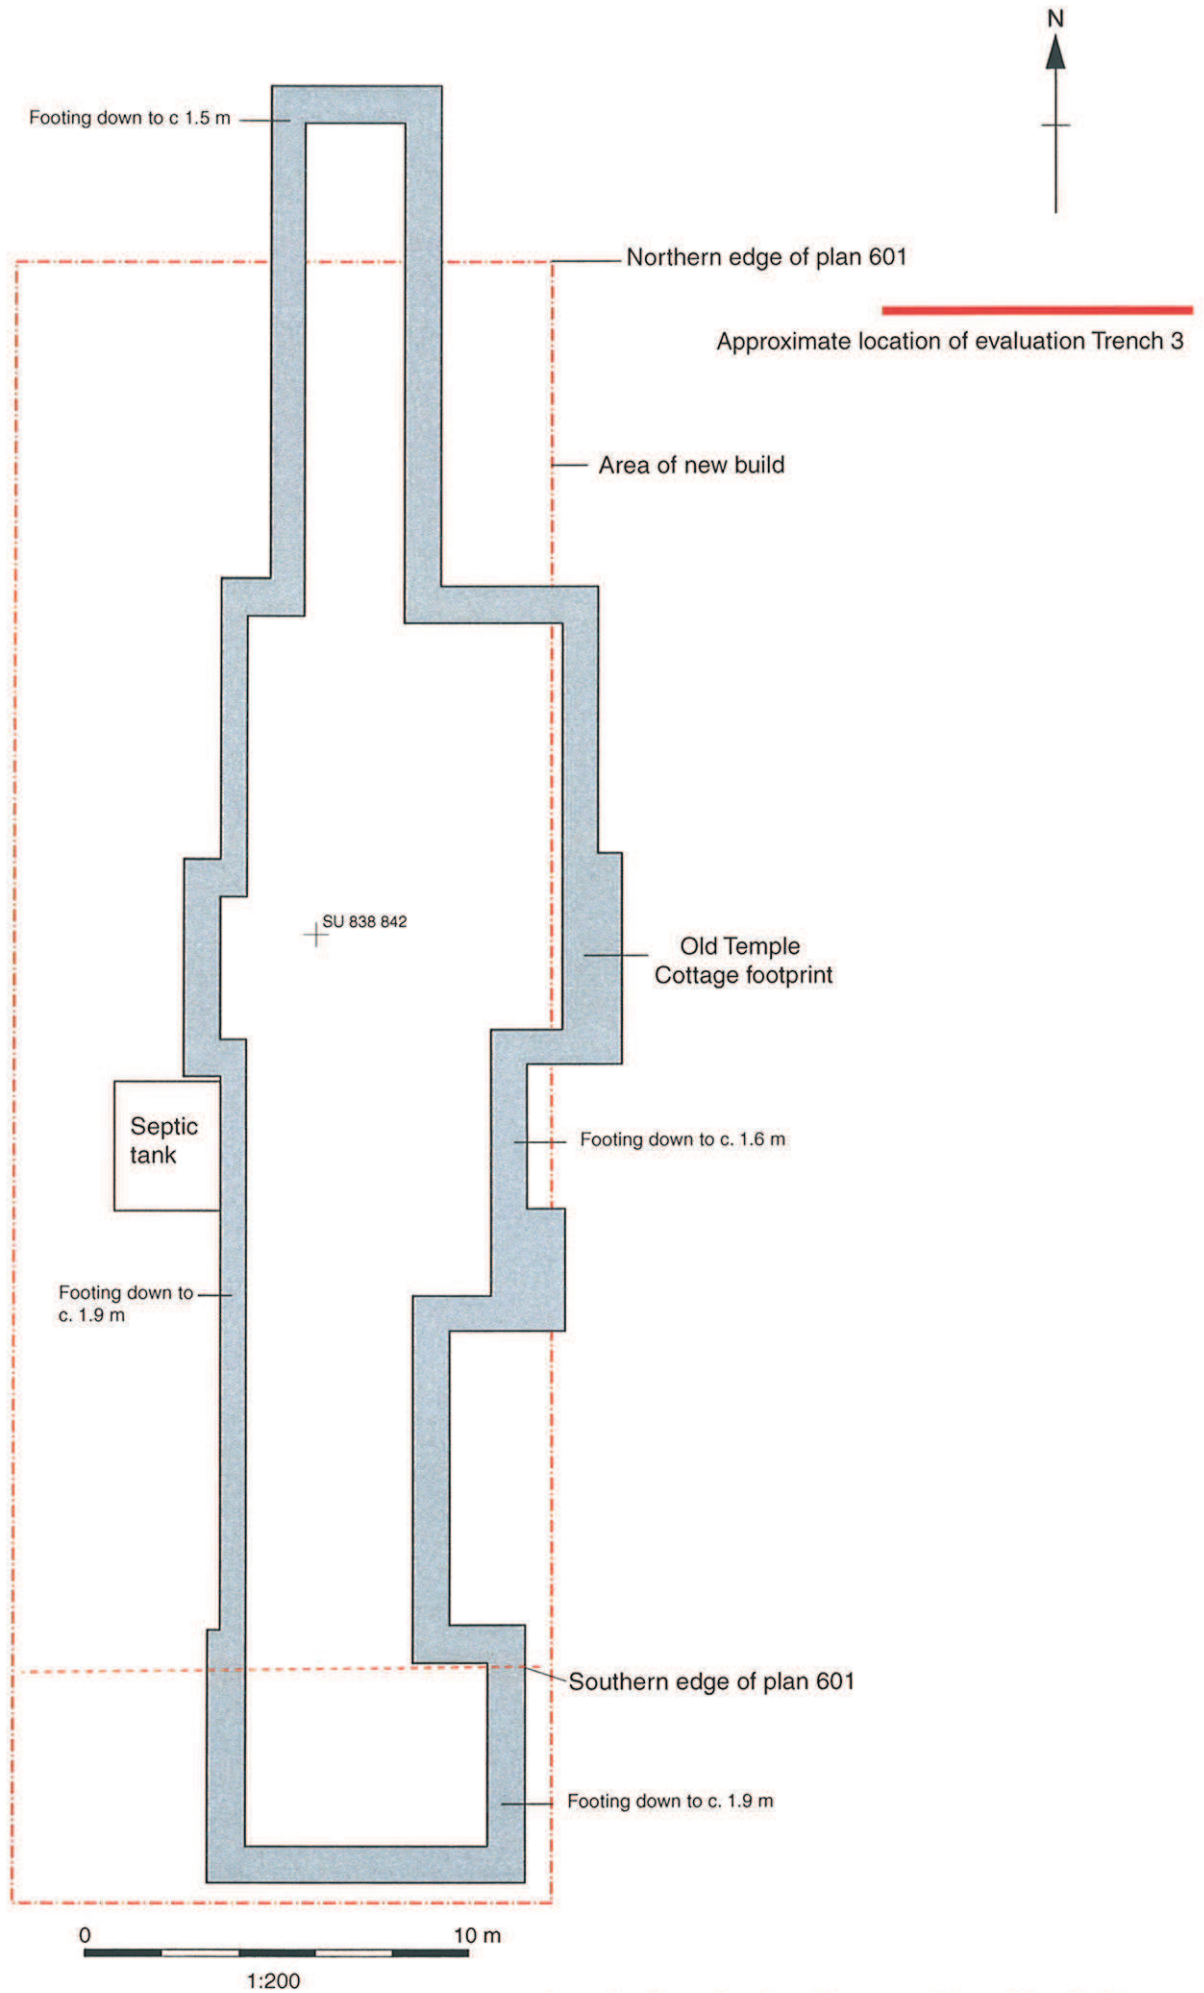 N
Footing down to c 1.5 m
Northern edge of plan 601
Approximate location of evaluation Trench 3
Area of new build
SU 838 842
Old Temple
Cottage footprint
Septic
tank
Footing down to c. 1.6 m
Footing down to
c. 1.9 m
Southern edge of plan 601
Footing down to c. 1.9 m
0
10 m
1:200